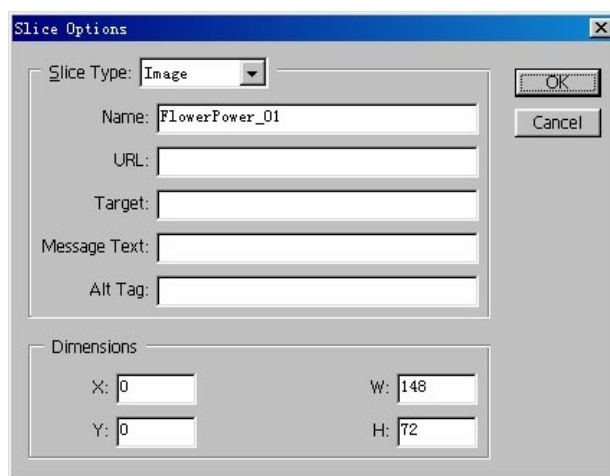 Slice Options
Slice Type: Image
OK
Name: FlowerPower_01
Cancel
URL:
Target:
Message Text:
Alt Tag:
Dimensions
X: 0 W: 148
Y: 0 H: 72